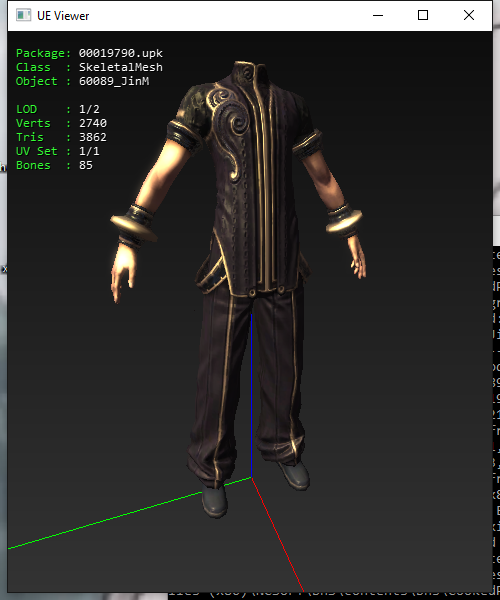 UE Viewer
Package: 00019790.upk
Class : SkeletalMesh
Object : 60089_JinM
LOD : 1/2
Verts : 2740
Tris : 3862
UV Set : 1/1
Bones : 85